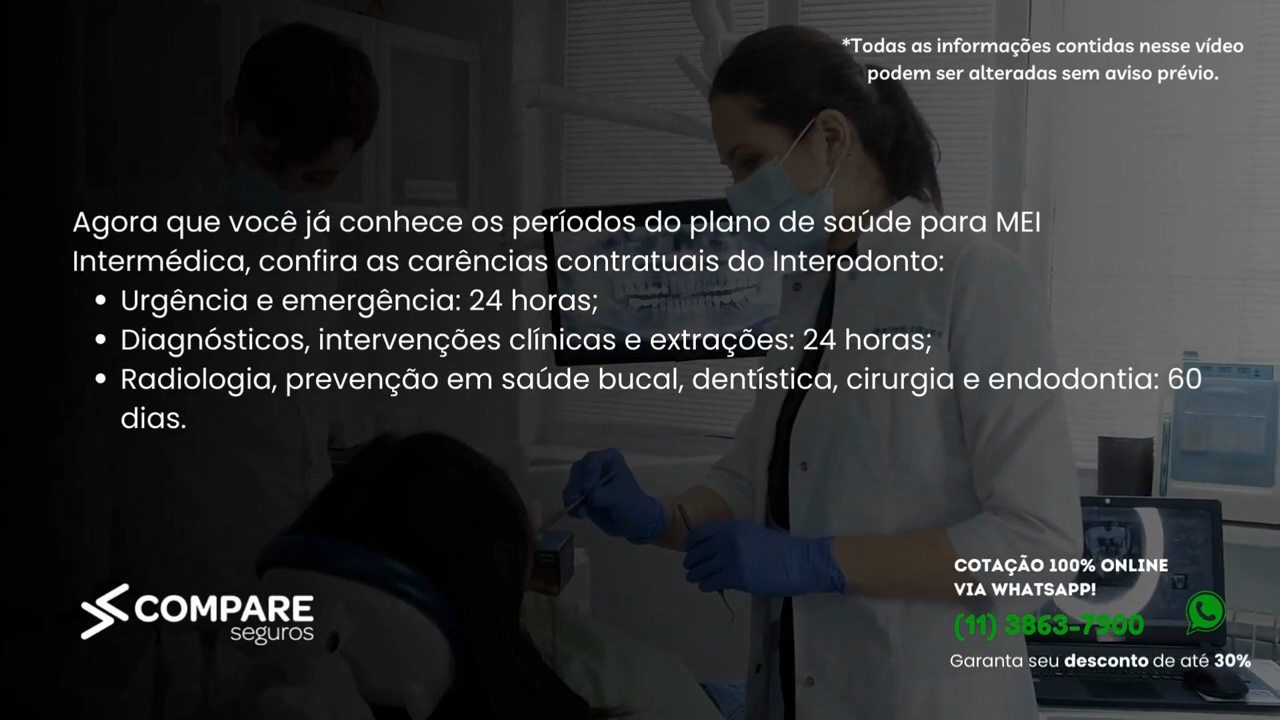 *Todas as informações contidas nesse vídeo
podem ser alteradas sem aviso prévio.
Agora que você já conhece os períodos do plano de saúde para MEI
Intermédica, confira as carências contratuais do Interodonto:
• Urgência e emergência: 24 horas;
• Diagnósticos, intervenções clínicas e extrações: 24 horas;
• Radiologia, prevenção em saúde bucal, dentística, cirurgia e endodontia: 60
dias.
COMPARE
seguros
COTAÇÃO 100% ONLINE
VIA WHATSAPP!
(11) 3863-7900
Garanta seu desconto de até 30%